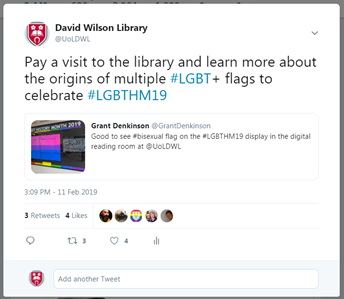 David Wilson Library
@UoLDWL
Pay a visit to the library and learn more about
the origins of multiple #LGBT+ flags to
celebrate #LGBTHM19
HISTORY MONTH 2019
Grant Denkinson @GrantDenkinson
Good to see #bisexual flag on the #LGBTHM19 display in the digital
reading room at @UoLDWL
3:09 PM - 11 Feb 2019
3 Retweets 4 Likes
3 4
Add another Tweet